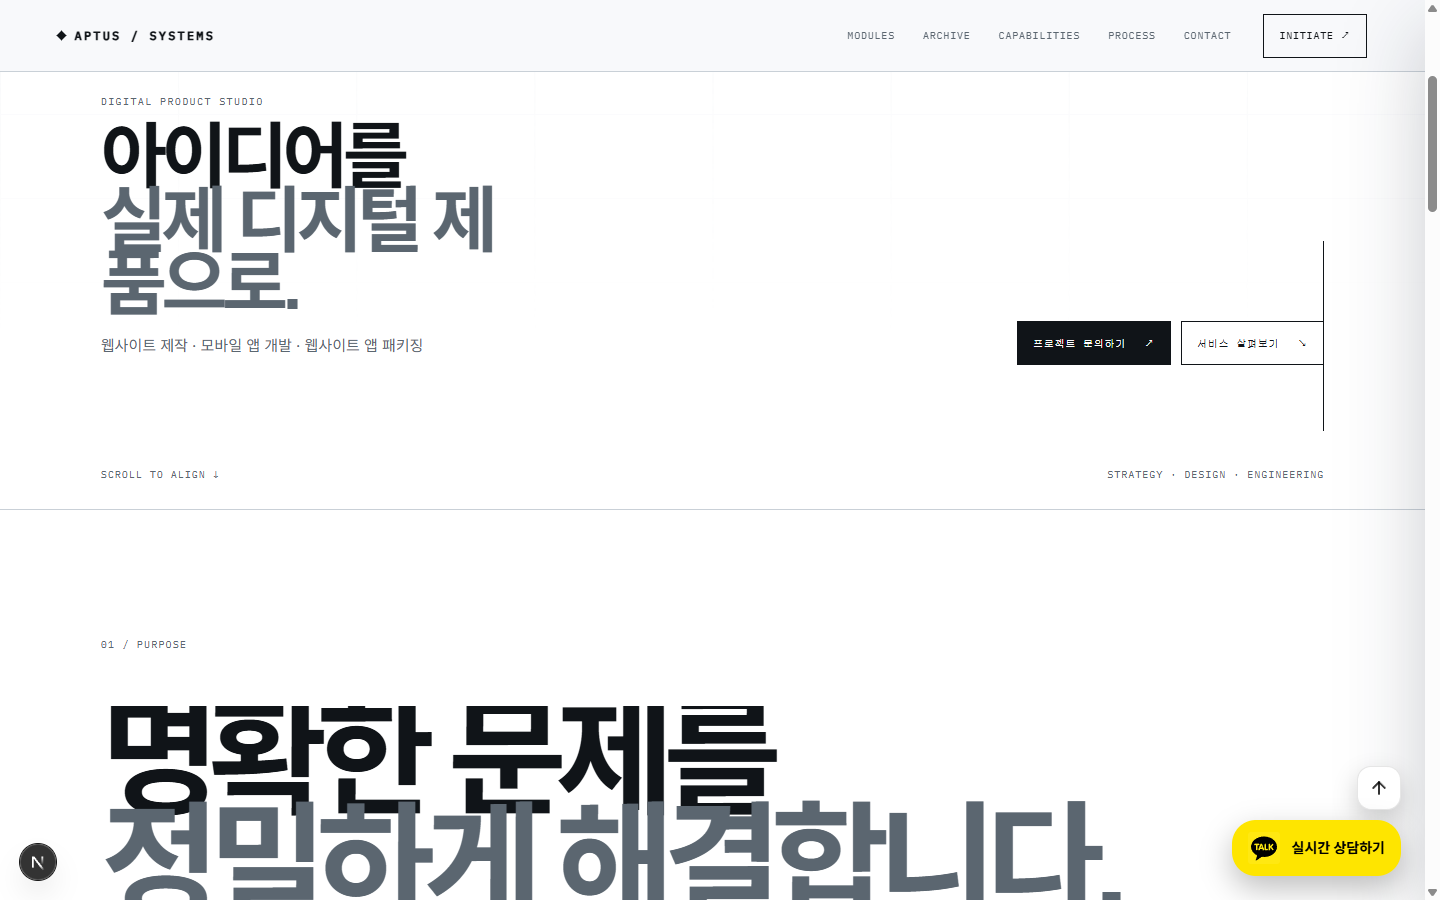 ◆ APTUS / SYSTEMS
MODULES ARCHIVE CAPABILITIES PROCESS CONTACT INITIATE ↗
DIGITAL PRODUCT STUDIO
아이디어를
실제 디지털 제
품으로.
웹사이트 제작 · 모바일 앱 개발 · 웹사이트 앱 패키징
프로젝트 문의하기 ↗
서비스 살펴보기 ↘
SCROLL TO ALIGN ↓
STRATEGY · DESIGN · ENGINEERING
01 / PURPOSE
명확한 문제를
정밀하게 해결합니다.
TALK 실시간 상담하기
N